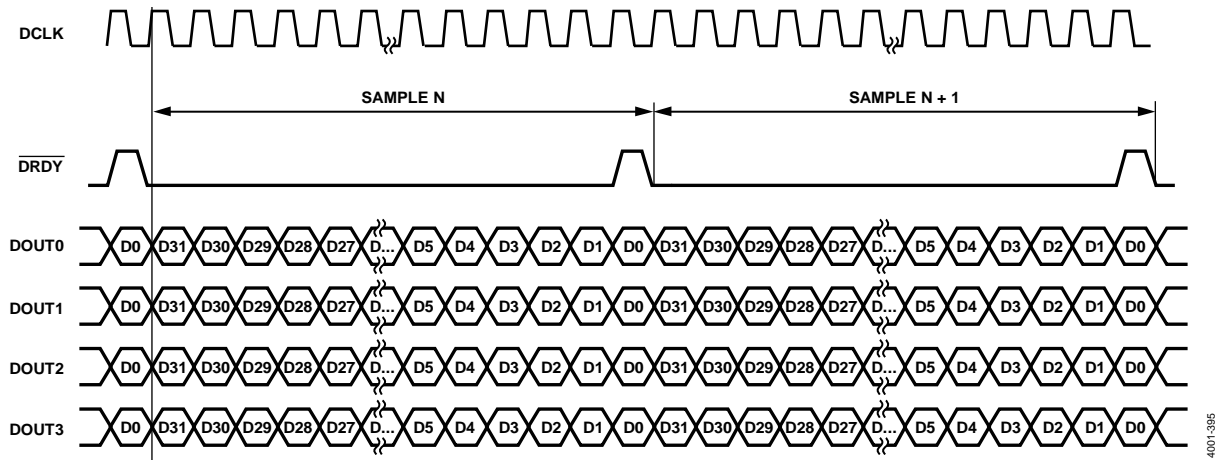 DCLK
SAMPLE N SAMPLE N + 1
DRDY
DOUT0 D0 D31 D30 D29 D28 D27 D... D5 D4 D3 D2 D1 D0 D31 D30 D29 D28 D27 D... D5 D4 D3 D2 D1 D0
DOUT1 D0 D31 D30 D29 D28 D27 D... D5 D4 D3 D2 D1 D0 D31 D30 D29 D28 D27 D... D5 D4 D3 D2 D1 D0
DOUT2 D0 D31 D30 D29 D28 D27 D... D5 D4 D3 D2 D1 D0 D31 D30 D29 D28 D27 D... D5 D4 D3 D2 D1 D0
DOUT3 D0 D31 D30 D29 D28 D27 D... D5 D4 D3 D2 D1 D0 D31 D30 D29 D28 D27 D... D5 D4 D3 D2 D1 D0
4001-395